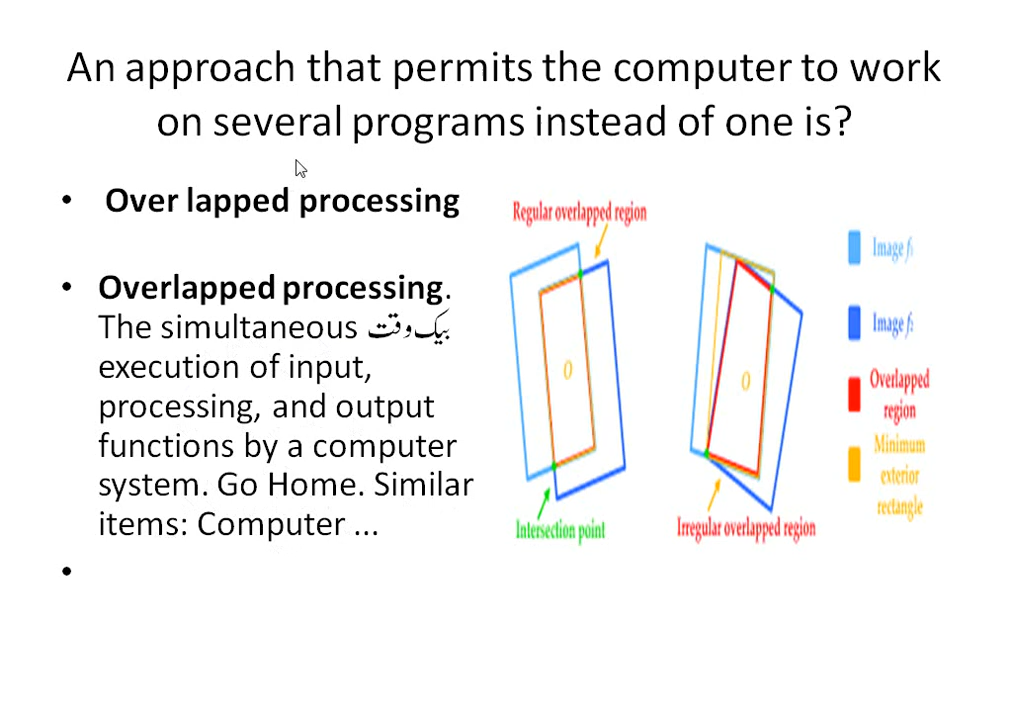 An approach that permits the computer to work
on several programs instead of one is?
• Over lapped processing
• Overlapped processing.
The simultaneous بیک وقت
execution of input,
processing, and output
functions by a computer
system. Go Home. Similar
items: Computer ...
•
Regular overlapped region
0
Intersection point
0
Irregular overlapped region
Image f₁
Image f₂
Overlapped
region
Minimum
exterior
rectangle